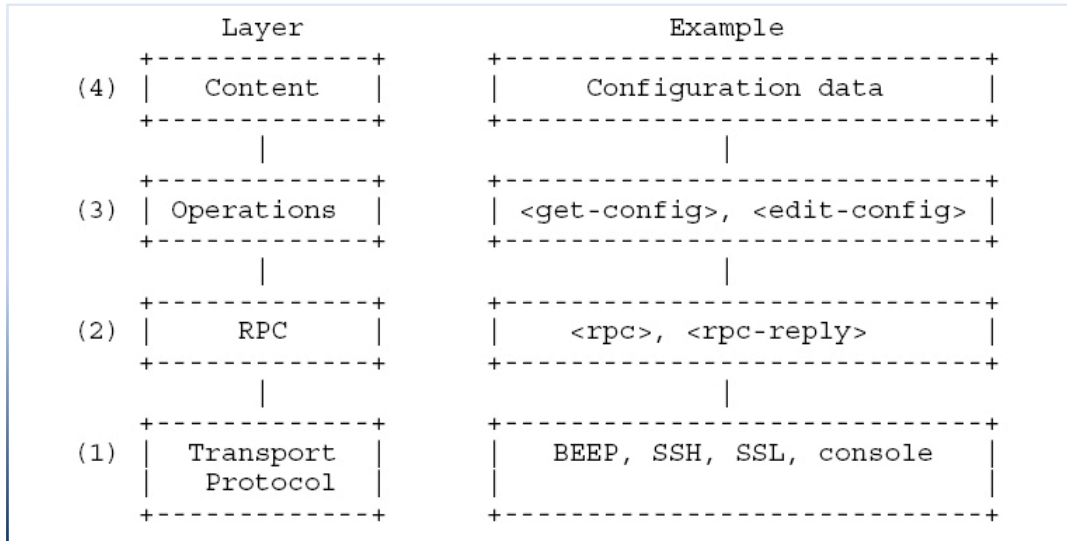 Layer Example
(4) Content Configuration data
(3) Operations <get-config>, <edit-config>
(2) RPC <rpc>, <rpc-reply>
(1) Transport BEEP, SSH, SSL, console
Protocol